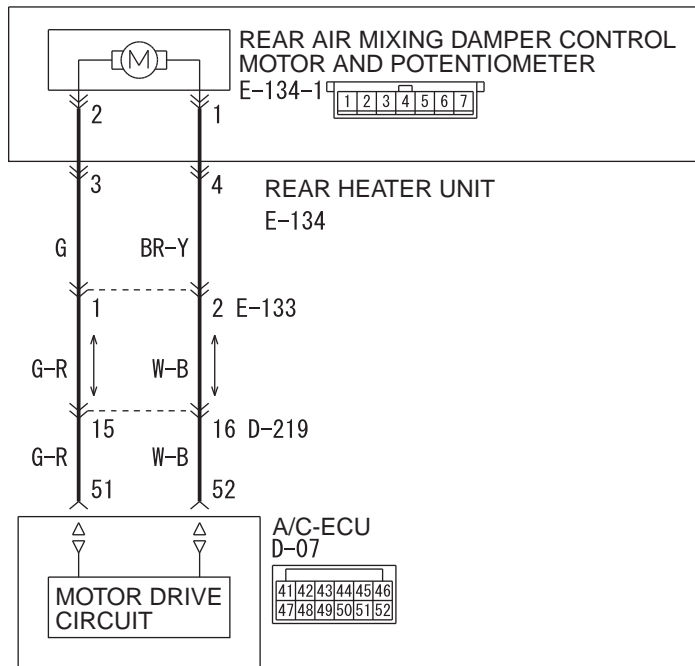 M
REAR AIR MIXING DAMPER CONTROL
MOTOR AND POTENTIOMETER
E-134-1
1 2 3 4 5 6 7
2 1
3 4
REAR HEATER UNIT
E-134
G BR-Y
1 2 E-133
G-R W-B
15 16 D-219
G-R W-B
51 52
A/C-ECU
D-07
41 42 43 44 45 46
47 48 49 50 51 52
MOTOR DRIVE
CIRCUIT